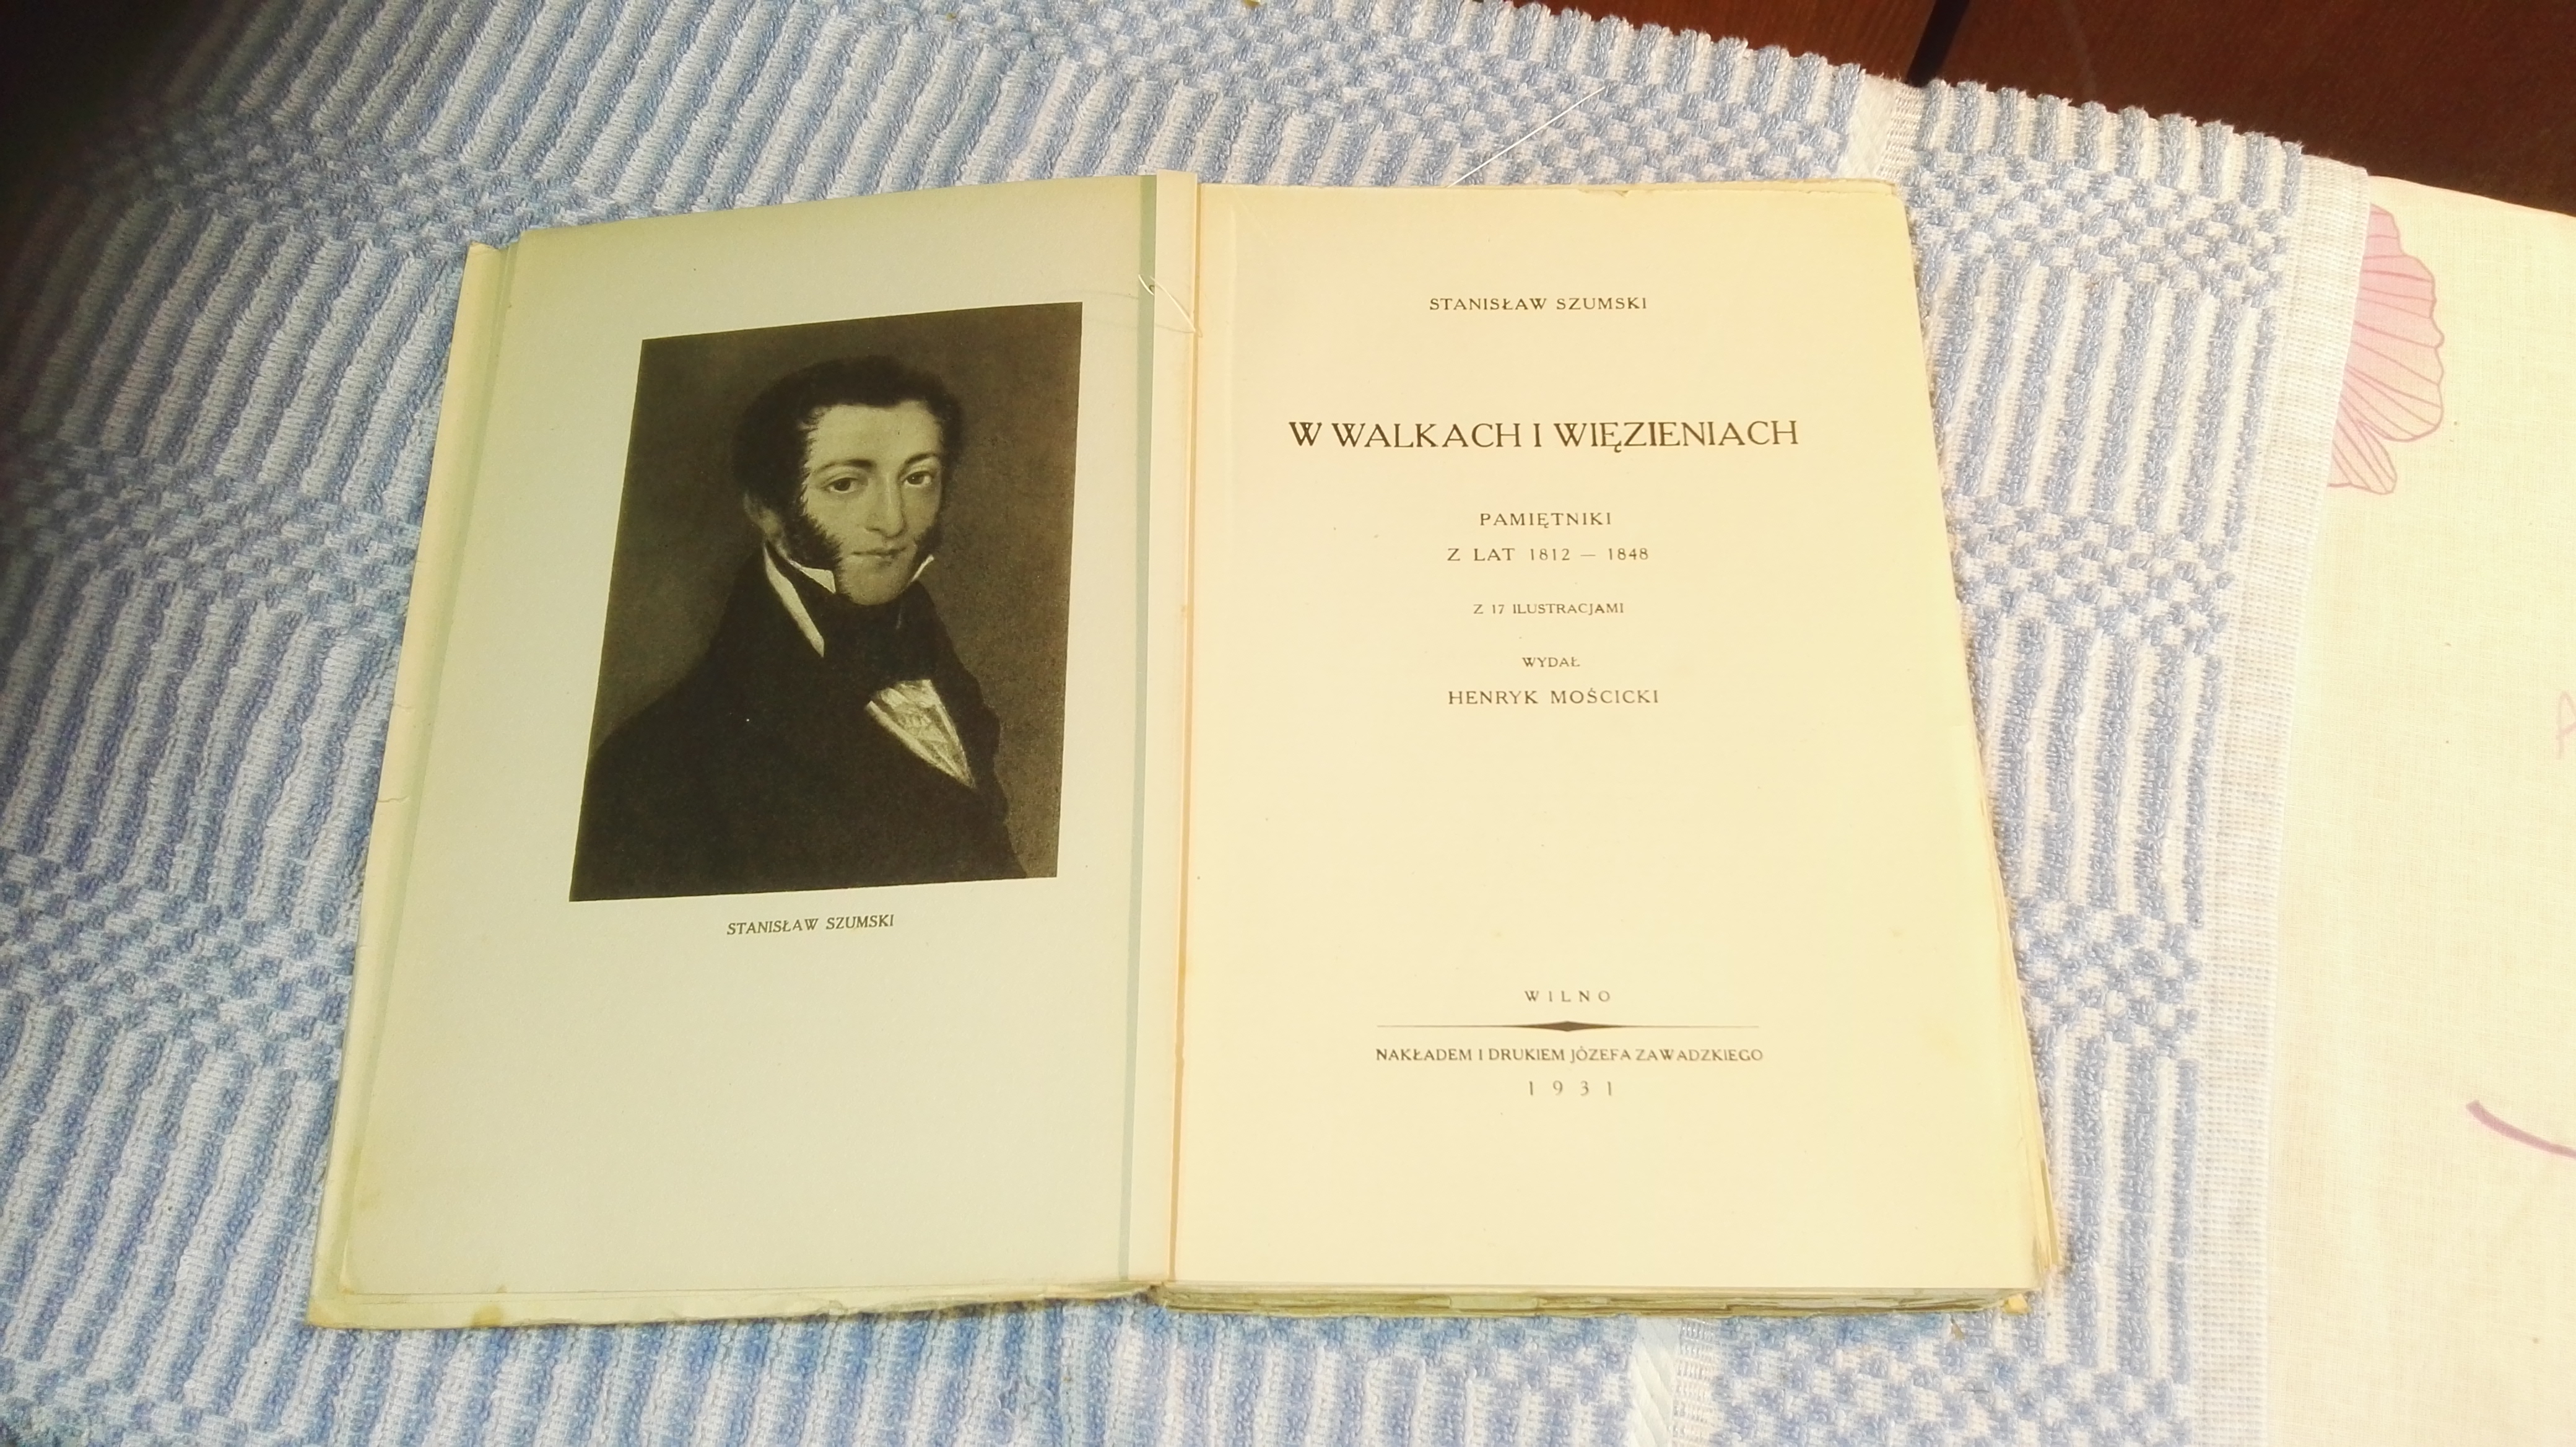 STANISŁAW SZUMSKI
STANISŁAW SZUMSKI
W WALKACH I WIĘZIENIACH
PAMIĘTNIKI
Z LAT 1812 — 1848
Z 17 ILUSTRACJAMI
WYDAŁ
HENRYK MOŚCICKI
WILNO
NAKŁADEM I DRUKIEM JÓZEFA ZAWADZKIEGO
1931